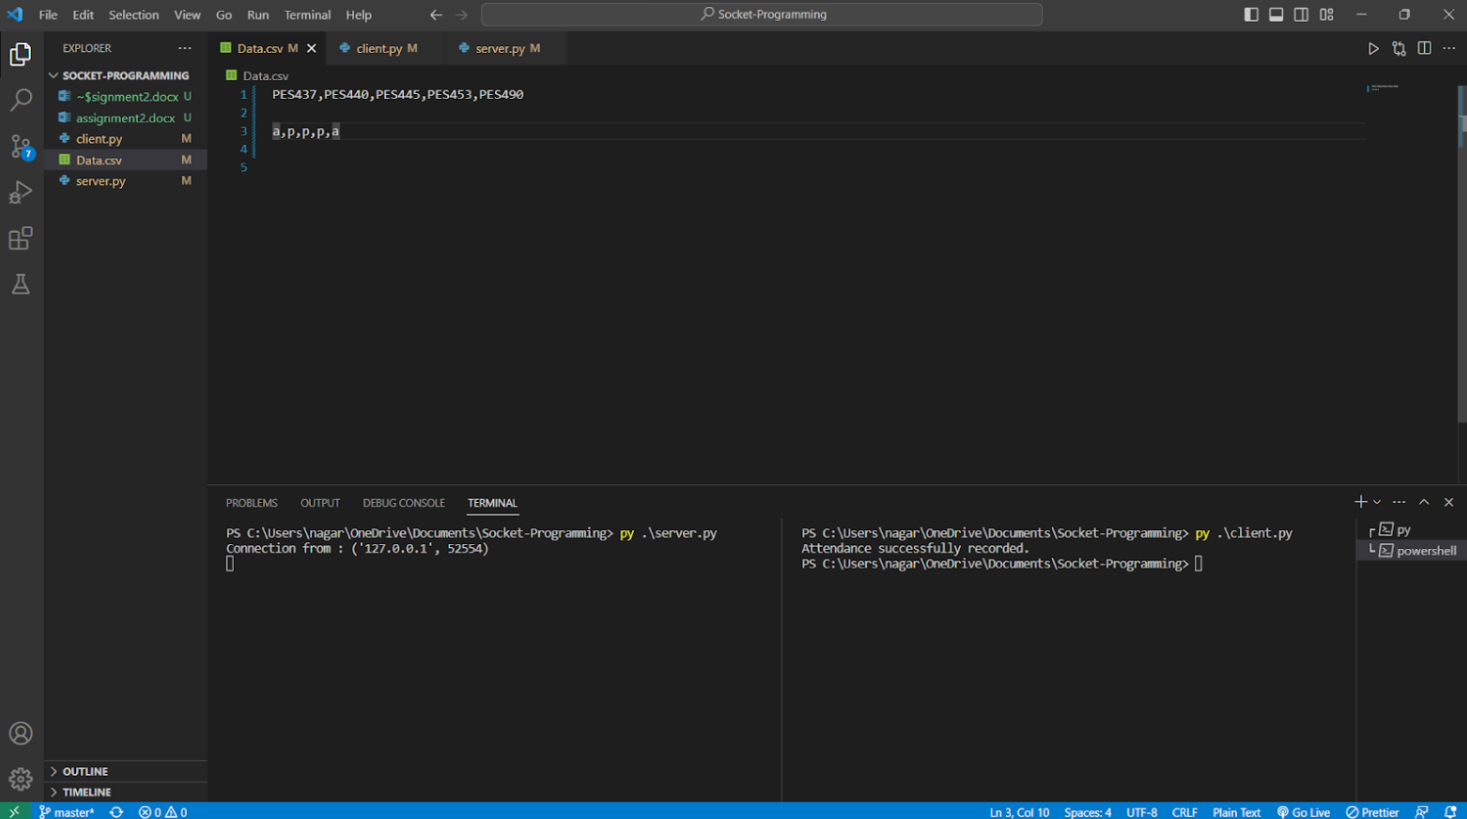 File Edit Selection View Go Run Terminal Help
Socket-Programming
EXPLORER
SOCKET-PROGRAMMING
~$signment2.docx U
assignment2.docx U
client.py M
Data.csv M
server.py M
7
Data.csv M
client.py M
server.py M
Data.csv
1 PES437,PES440,PES445,PES453,PES490
2
3 a,p,p,p,a
4
5
PROBLEMS OUTPUT DEBUG CONSOLE TERMINAL
PS C:\Users\nagar\OneDrive\Documents\Socket-Programming> py .\server.py
Connection from : ('127.0.0.1', 52554)
PS C:\Users\nagar\OneDrive\Documents\Socket-Programming> py .\client.py
Attendance successfully recorded.
PS C:\Users\nagar\OneDrive\Documents\Socket-Programming>
py
powershell
OUTLINE
TIMELINE
master* 0 0 Ln 3, Col 10 Spaces: 4 UTF-8 CRLF Plain Text Go Live Prettier